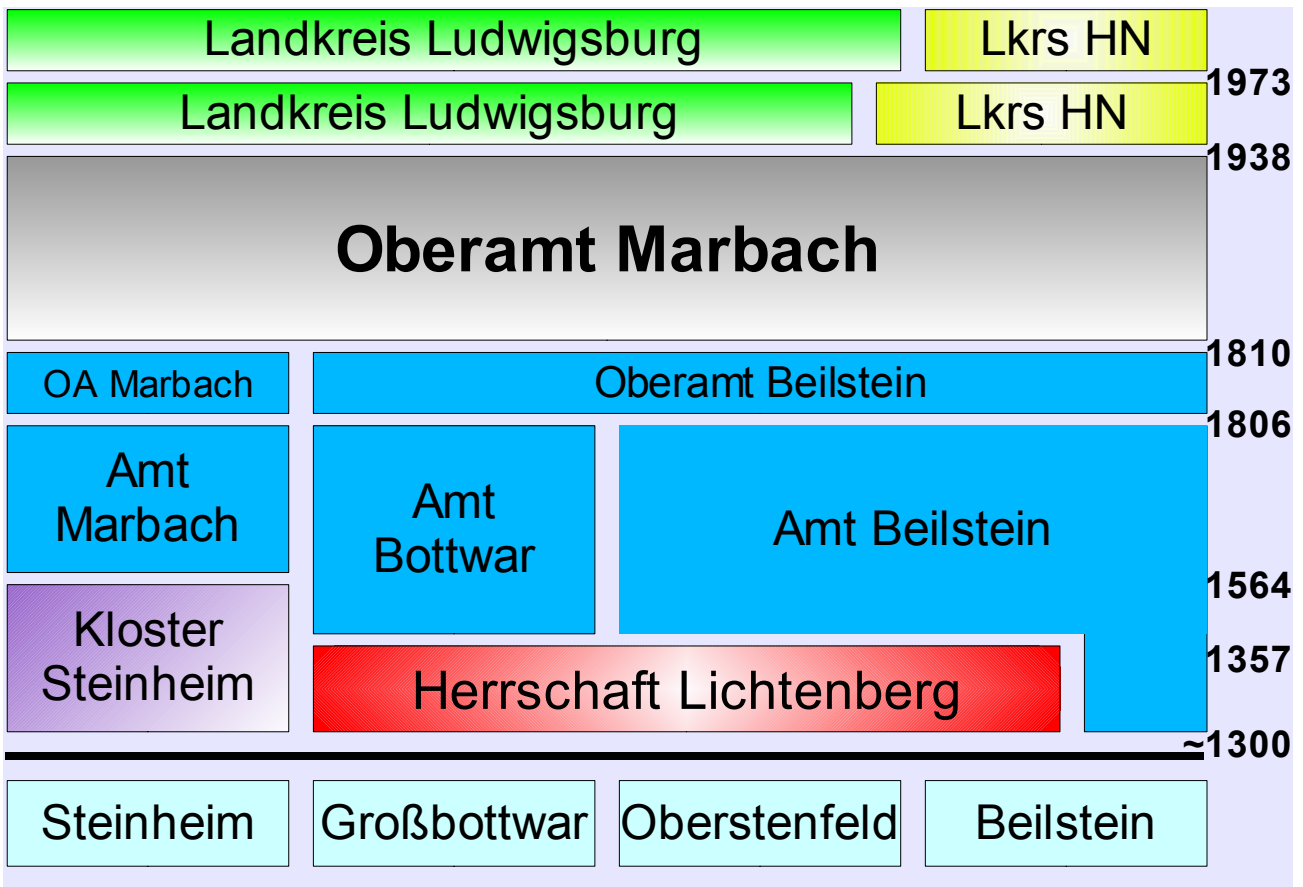 Landkreis Ludwigsburg
Lkrs HN
1973
Landkreis Ludwigsburg
Lkrs HN
1938
Oberamt Marbach
1810
OA Marbach
Oberamt Beilstein
1806
Amt
Marbach
Amt
Bottwar
Amt Beilstein
1564
Kloster
Steinheim
1357
Herrschaft Lichtenberg
≈1300
Steinheim
Großbottwar
Oberstenfeld
Beilstein